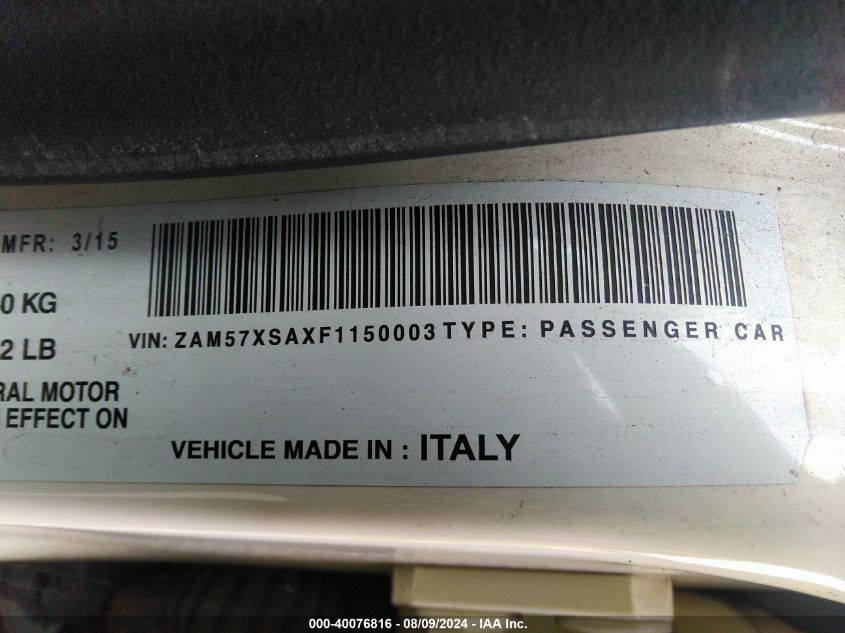 MFR: 3/15
0 KG
VIN: ZAM57XSAXF1150003 TYPE: PASSENGER CAR
2 LB
RAL MOTOR
EFFECT ON
VEHICLE MADE IN : ITALY
000-40076816 - 08/09/2024 - IAA Inc.